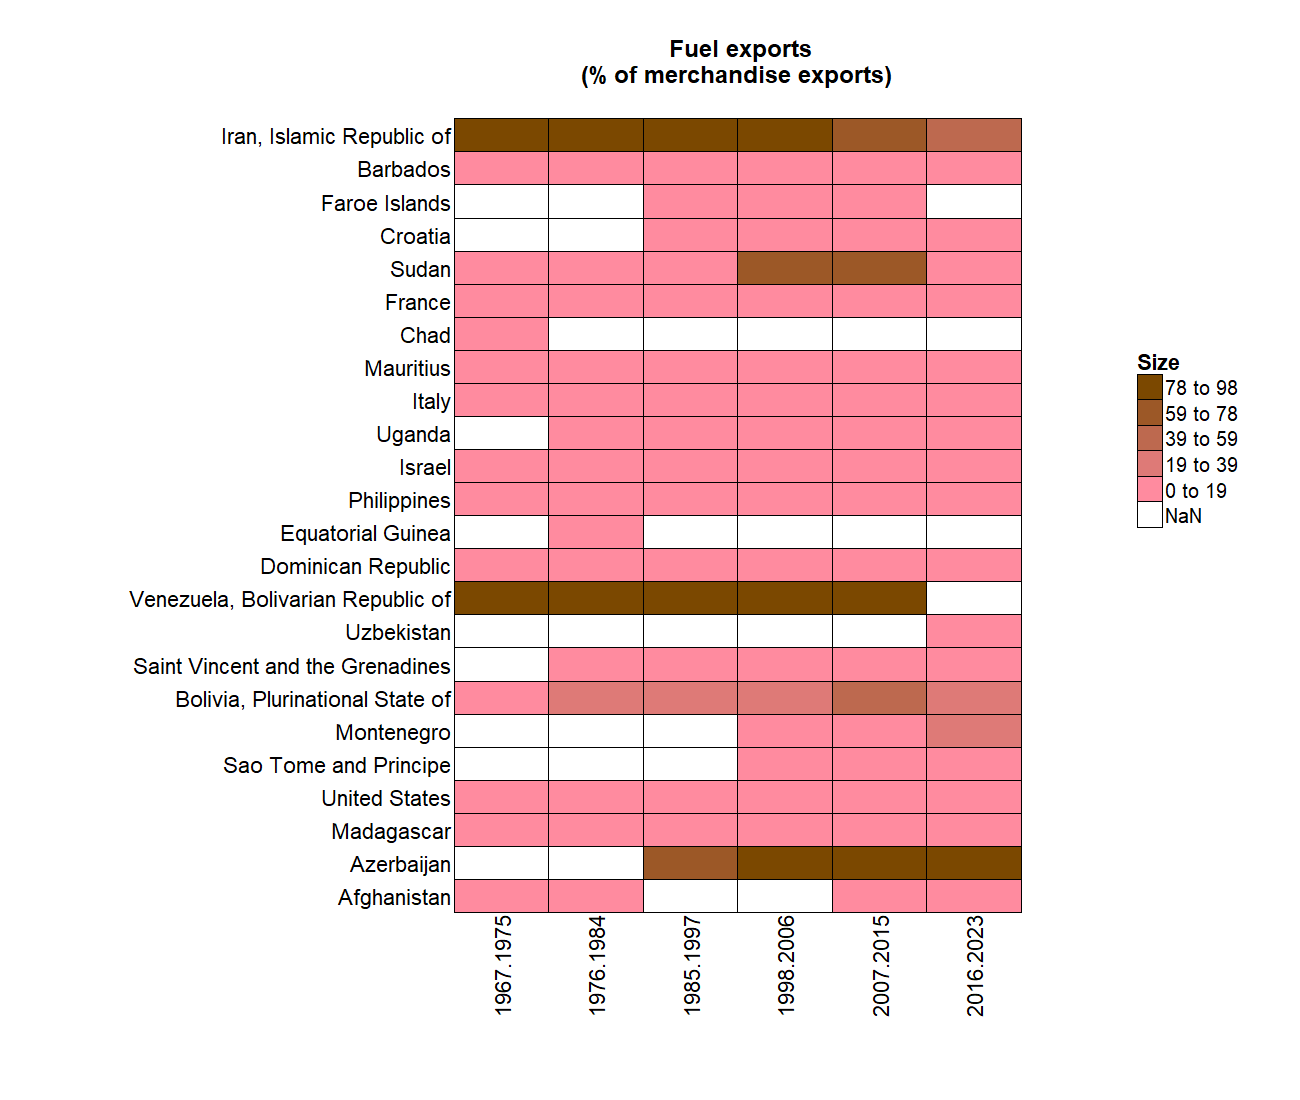 Fuel exports
(% of merchandise exports)
Iran, Islamic Republic of
Barbados
Faroe Islands
Croatia
Sudan
France
Chad
Mauritius
Italy
Uganda
Israel
Philippines
Equatorial Guinea
Dominican Republic
Venezuela, Bolivarian Republic of
Uzbekistan
Saint Vincent and the Grenadines
Bolivia, Plurinational State of
Montenegro
Sao Tome and Principe
United States
Madagascar
Azerbaijan
Afghanistan
1967.1975
1976.1984
1985.1997
1998.2006
2007.2015
2016.2023
Size
78 to 98
59 to 78
39 to 59
19 to 39
0 to 19
NaN